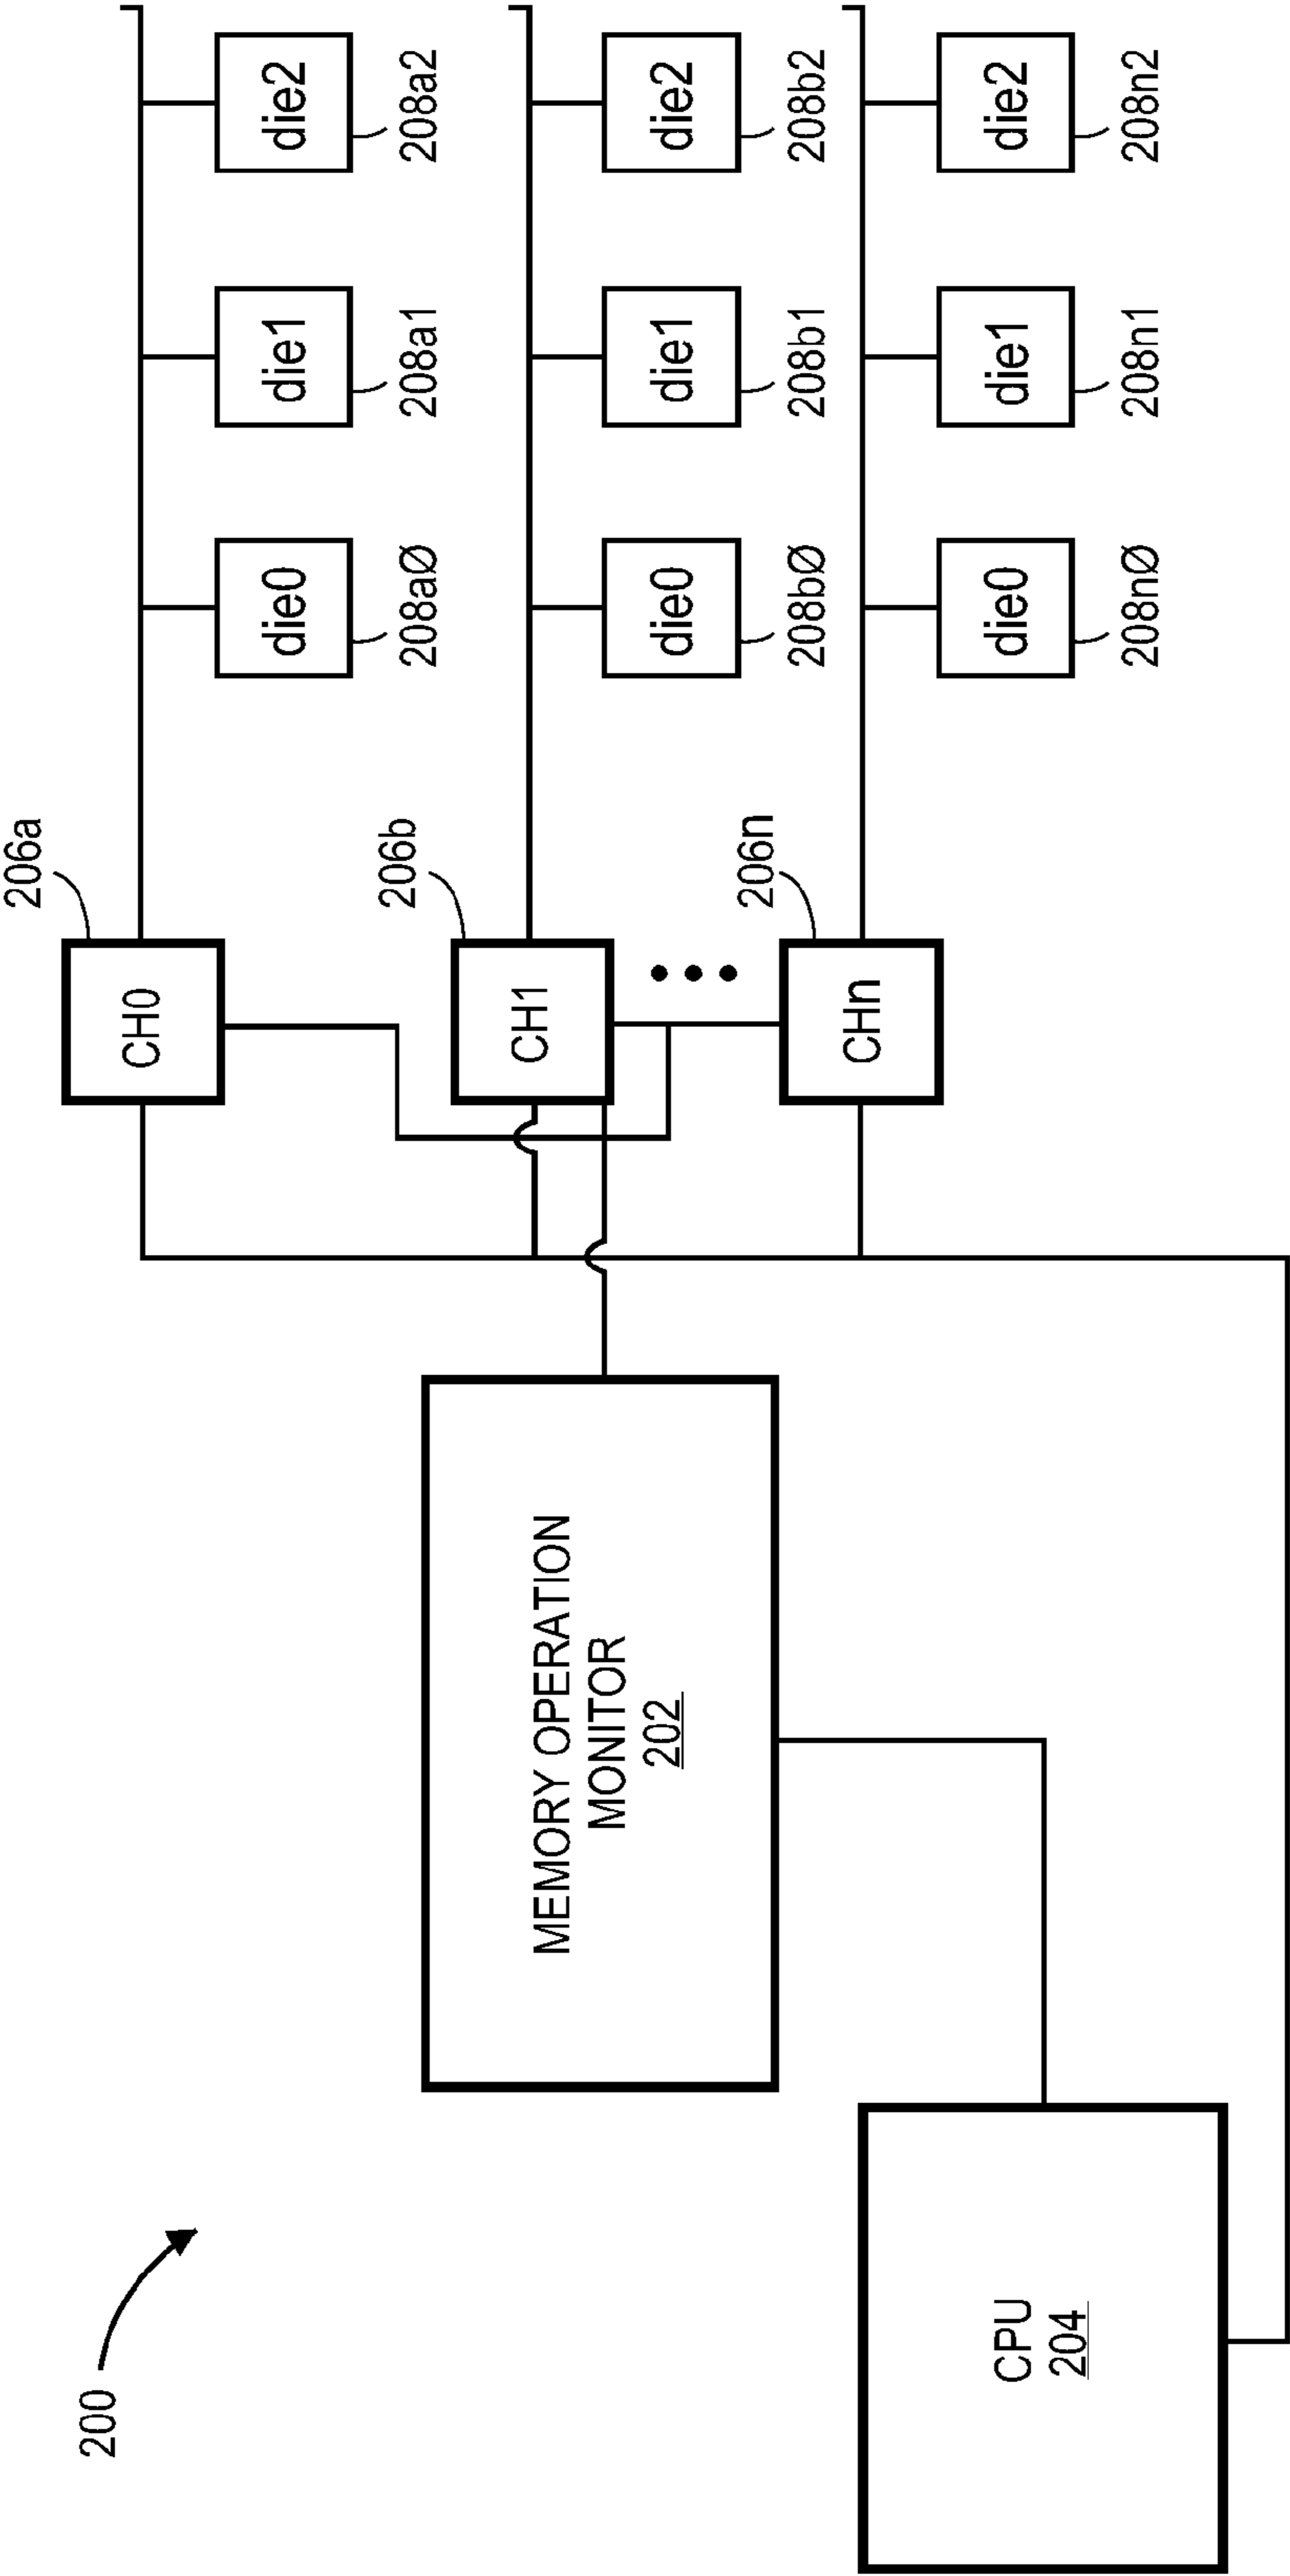 200
CPU
204
MEMORY OPERATION
MONITOR
202
206a
CH0
206b
CH1
206n
CHn
die0
208aØ
die1
208a1
die2
208a2
die0
208bØ
die1
208b1
die2
208b2
die0
208nØ
die1
208n1
die2
208n2